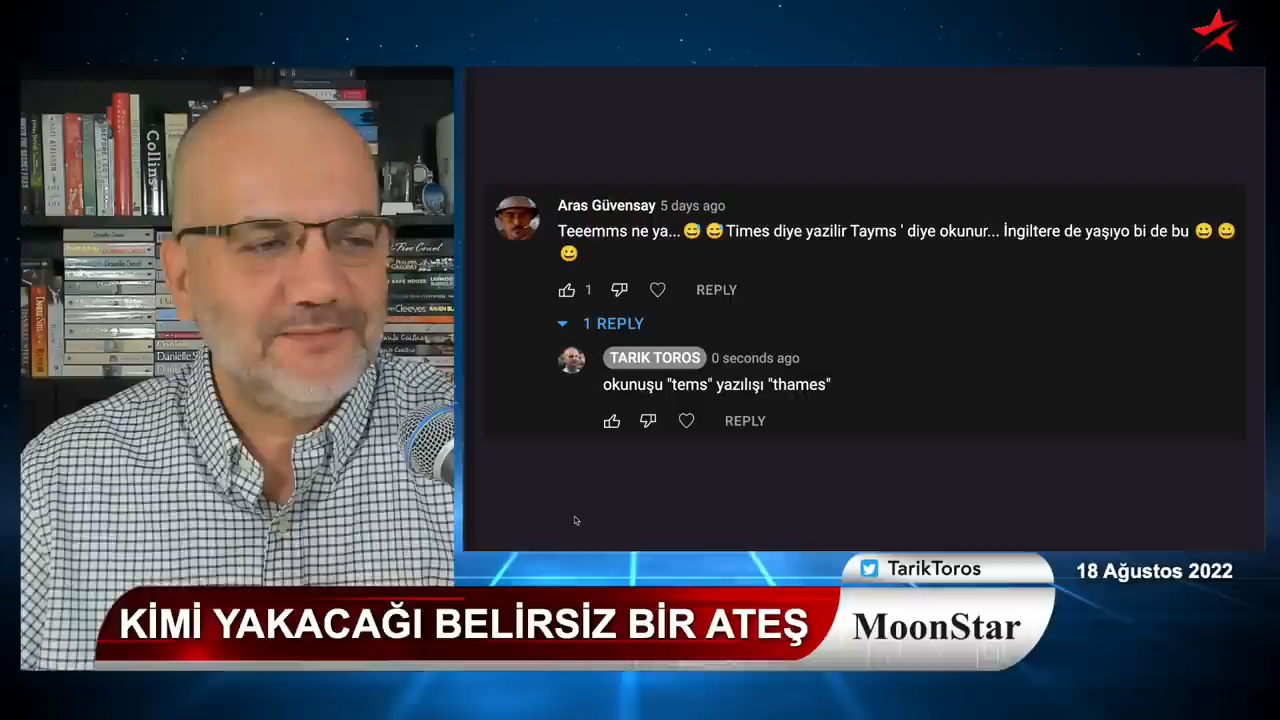 Collins
Aras Güvensay 5 days ago
Teeemms ne ya...😅 😅 Times diye yazilir Tayms ' diye okunur... İngiltere de yaşıyo bi de bu 😀 😀
😀
1 REPLY
1 REPLY
TARIK TOROS 0 seconds ago
okunuşu "tems" yazılışı "thames"
REPLY
TarikToros
18 Ağustos 2022
KİMİ YAKACAĞI BELİRSİZ BİR ATEŞ
MoonStar